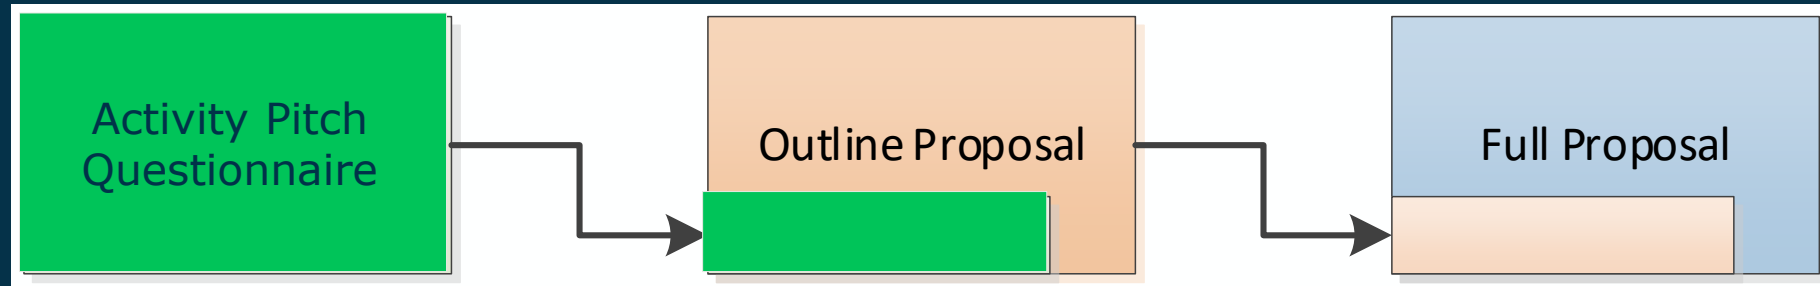 Activity Pitch
Questionnaire
Outline Proposal
Full Proposal